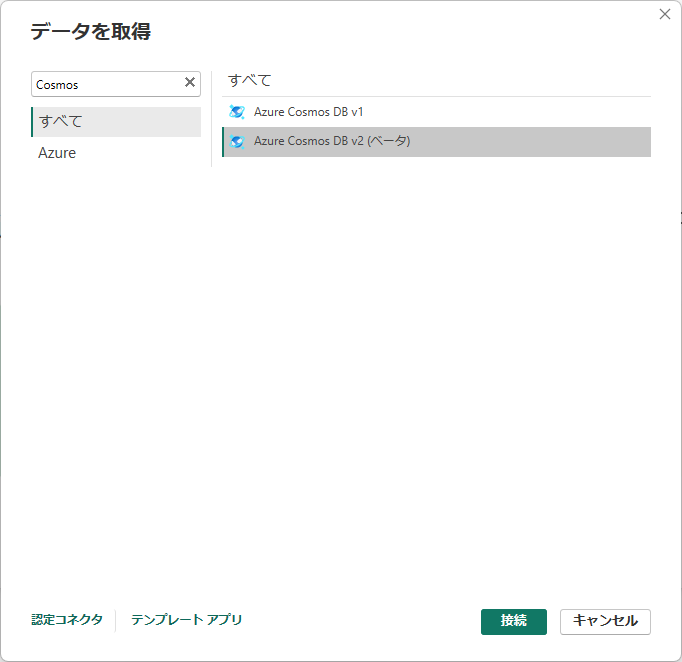 データを取得
Cosmos
すべて
Azure
すべて
Azure Cosmos DB v1
Azure Cosmos DB v2 (ベータ)
認定コネクタ
テンプレート アプリ
接続
キャンセル